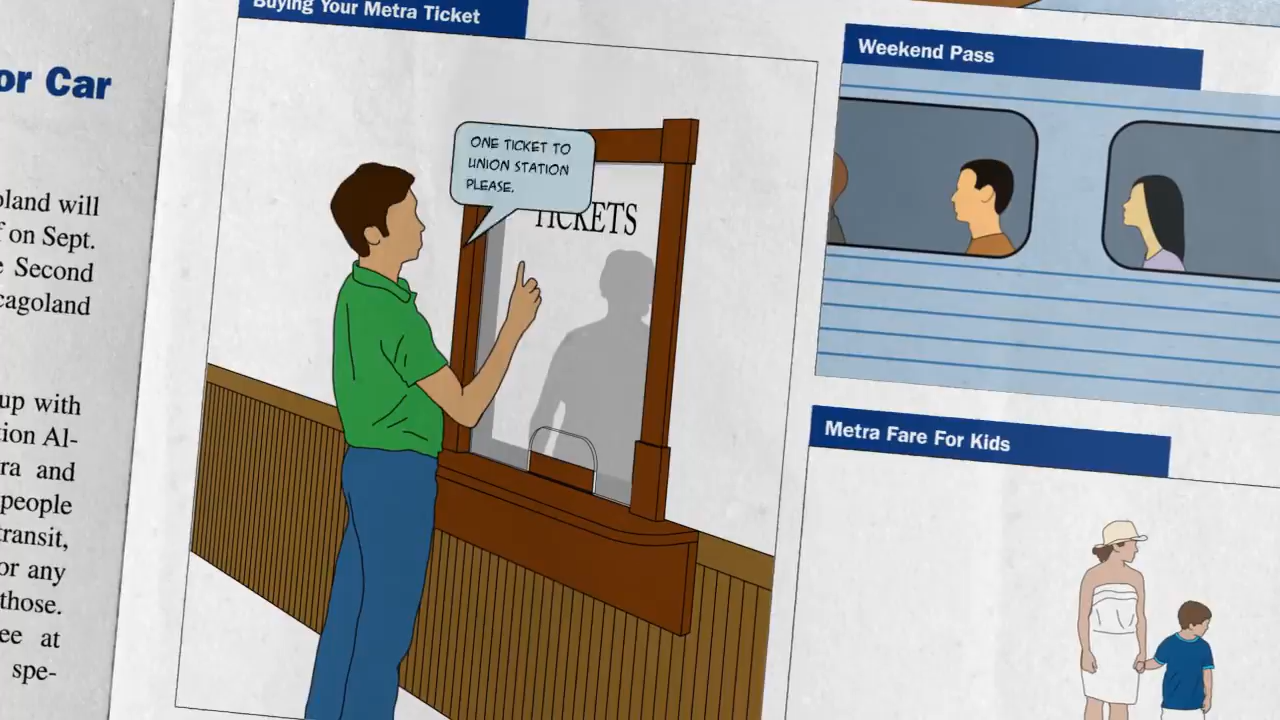 or Car
oland will
on Sept.
Second
cagoland
up with
tion Al-
ra and
people
transit,
or any
those.
ee at
spe-
Buying Your Metra Ticket
ONE TICKET TO
UNION STATION
PLEASE.
TICKETS
Weekend Pass
Metra Fare For Kids